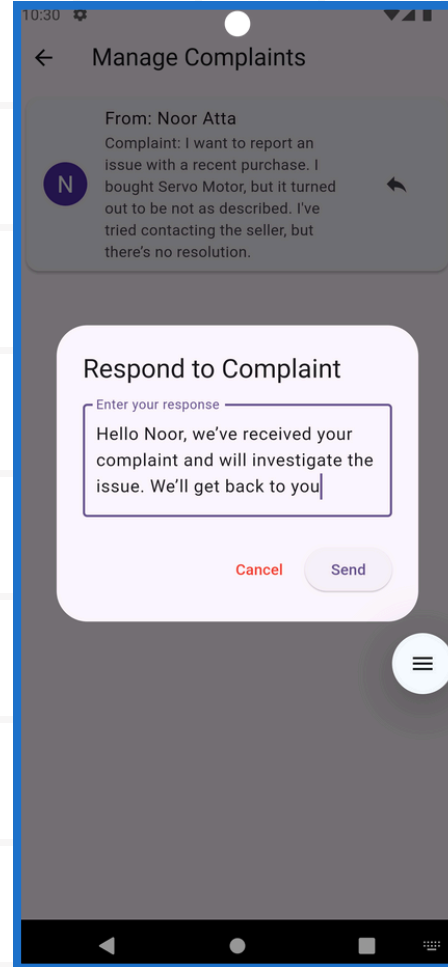 10:30
Manage Complaints
From: Noor Atta
Complaint: I want to report an
issue with a recent purchase. I
bought Servo Motor, but it turned
out to be not as described. I've
tried contacting the seller, but
there's no resolution.
N
Respond to Complaint
Enter your response
Hello Noor, we've received your
complaint and will investigate the
issue. We'll get back to you
Cancel
Send